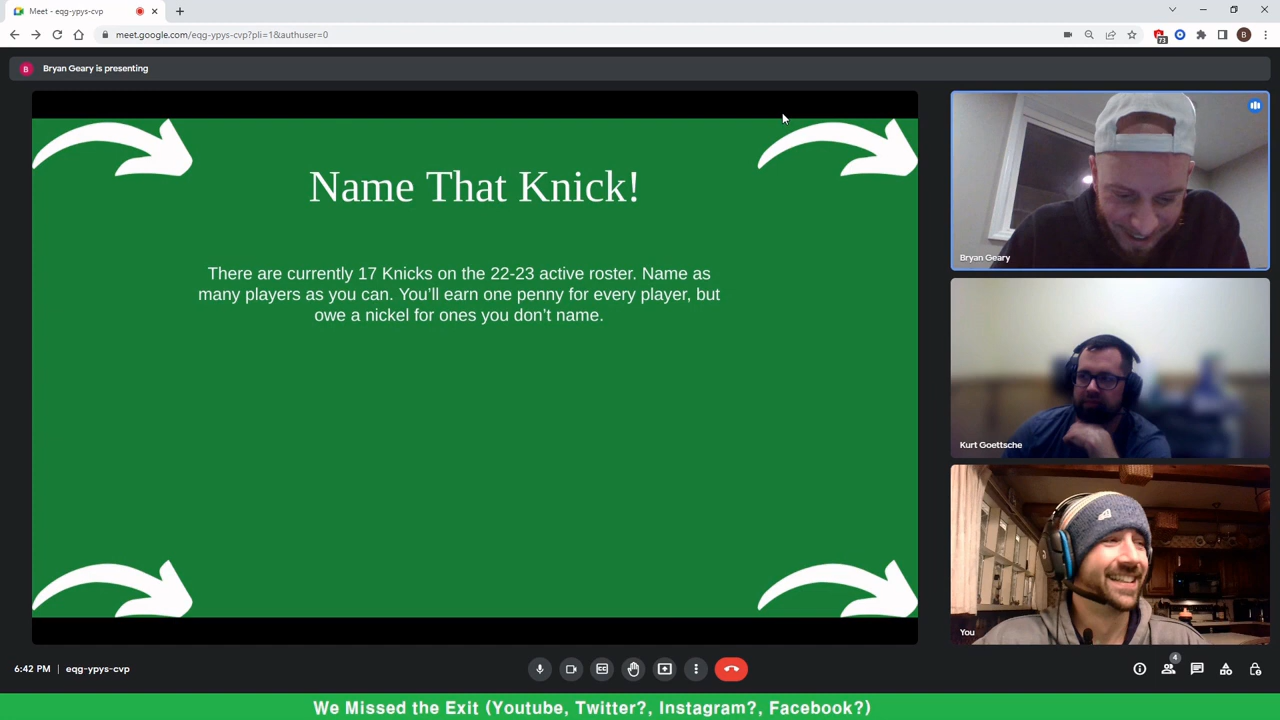 Meet - eqg-ypys-cvp
meet.google.com/eqg-ypys-cvp?pli=1&authuser=0
73
B
B
Bryan Geary is presenting
Name That Knick!
There are currently 17 Knicks on the 22-23 active roster. Name as
many players as you can. You’ll earn one penny for every player, but
owe a nickel for ones you don’t name.
Bryan Geary
Kurt Goettsche
You
6:42 PM | eqg-ypys-cvp
CC
4
We Missed the Exit (Youtube, Twitter?, Instagram?, Facebook?)